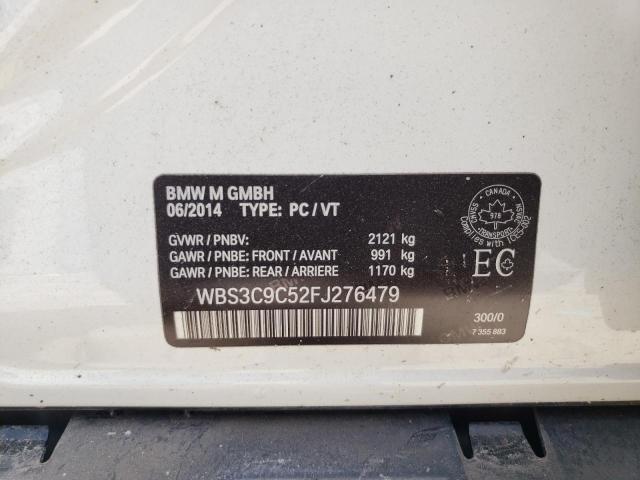 BMW M GMBH
06/2014 TYPE: PC / VT
GVWR / PNBV: 2121 kg
GAWR / PNBE: FRONT / AVANT 991 kg
GAWR / PNBE: REAR / ARRIERE 1170 kg
WBS3C9C52FJ276479
CANADA
978
TRANSPORT
EC
300/0
7 355 883